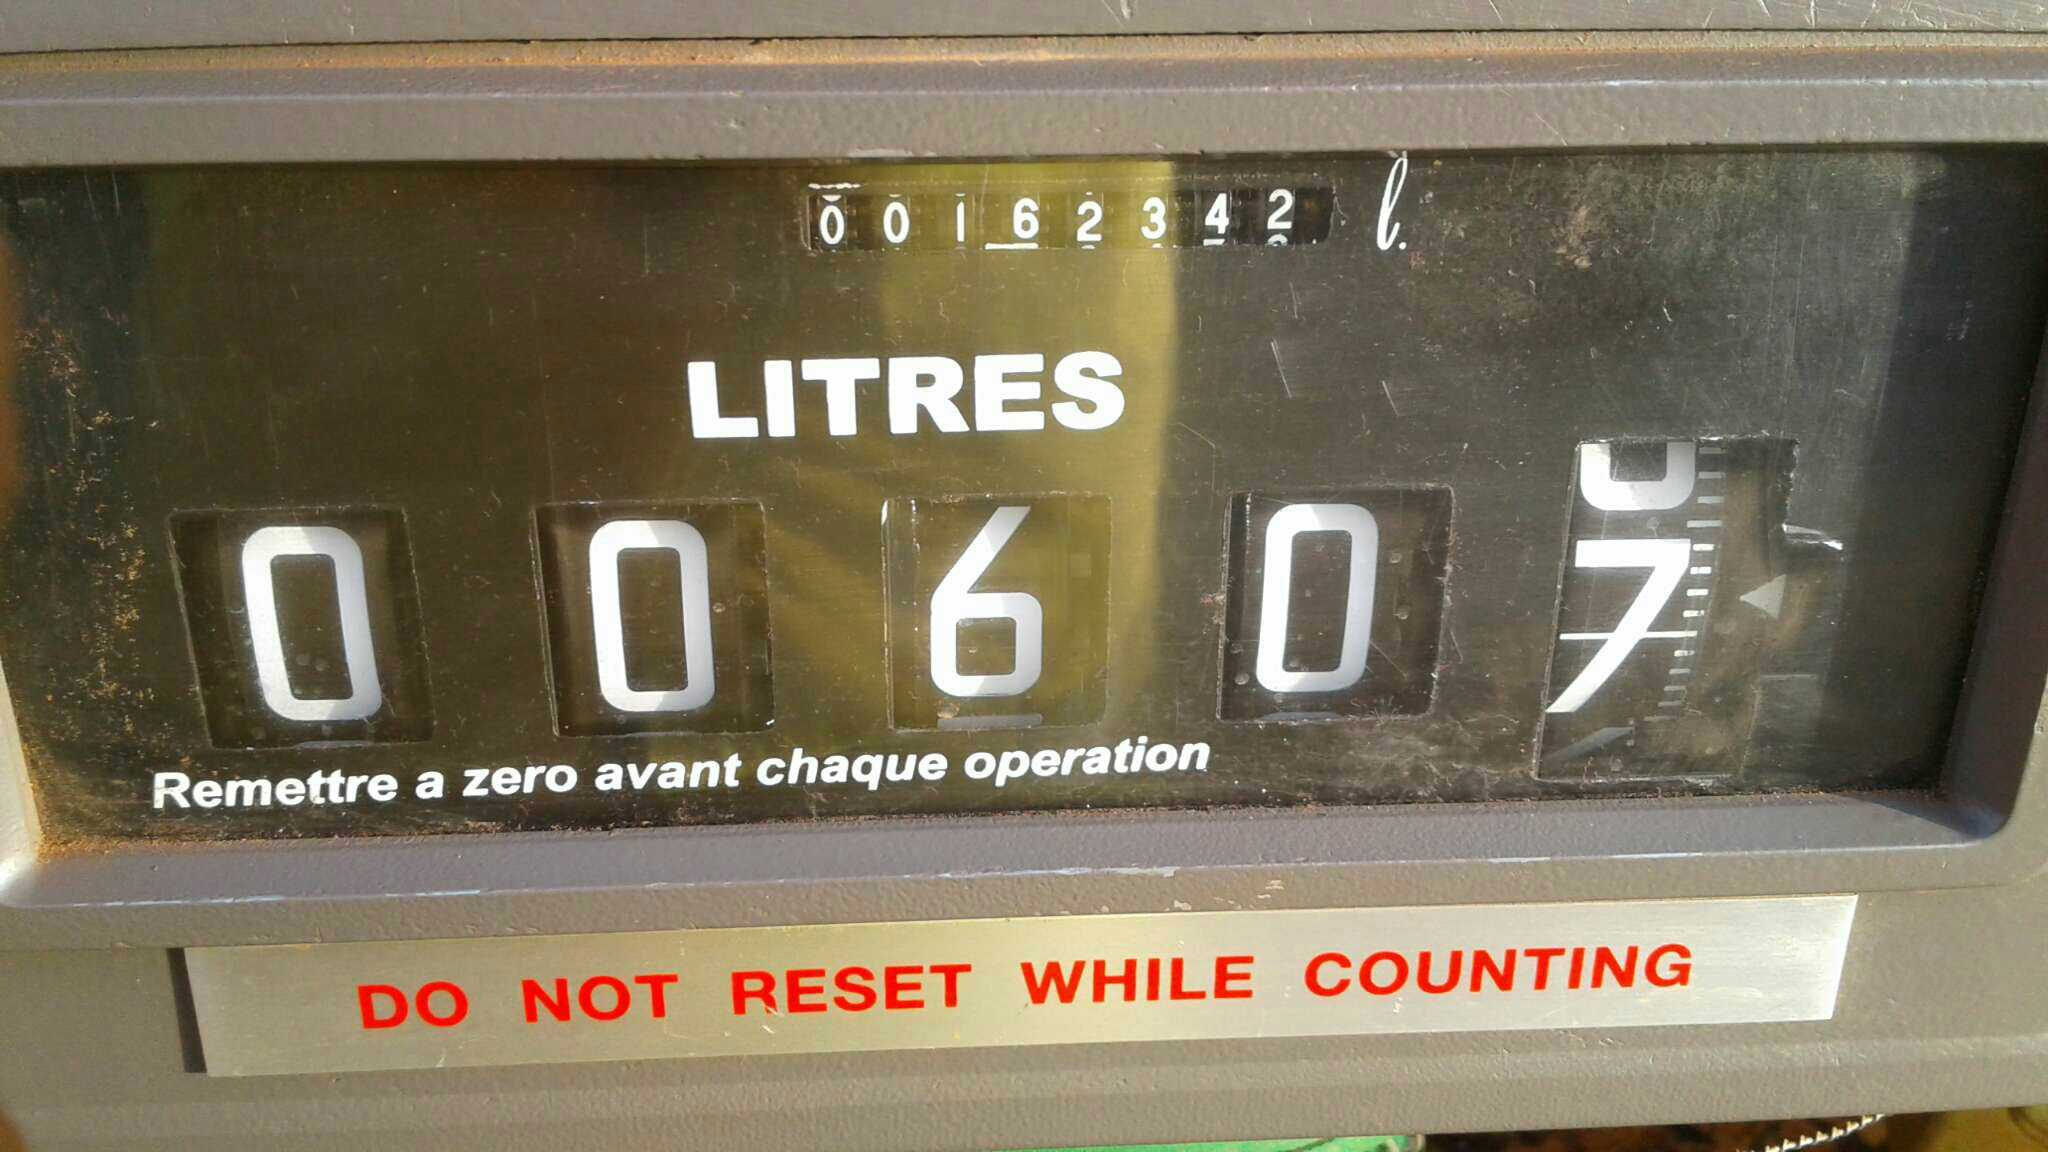 00162342 l.
LITRES
00607
Remettre a zero avant chaque operation
DO NOT RESET WHILE COUNTING